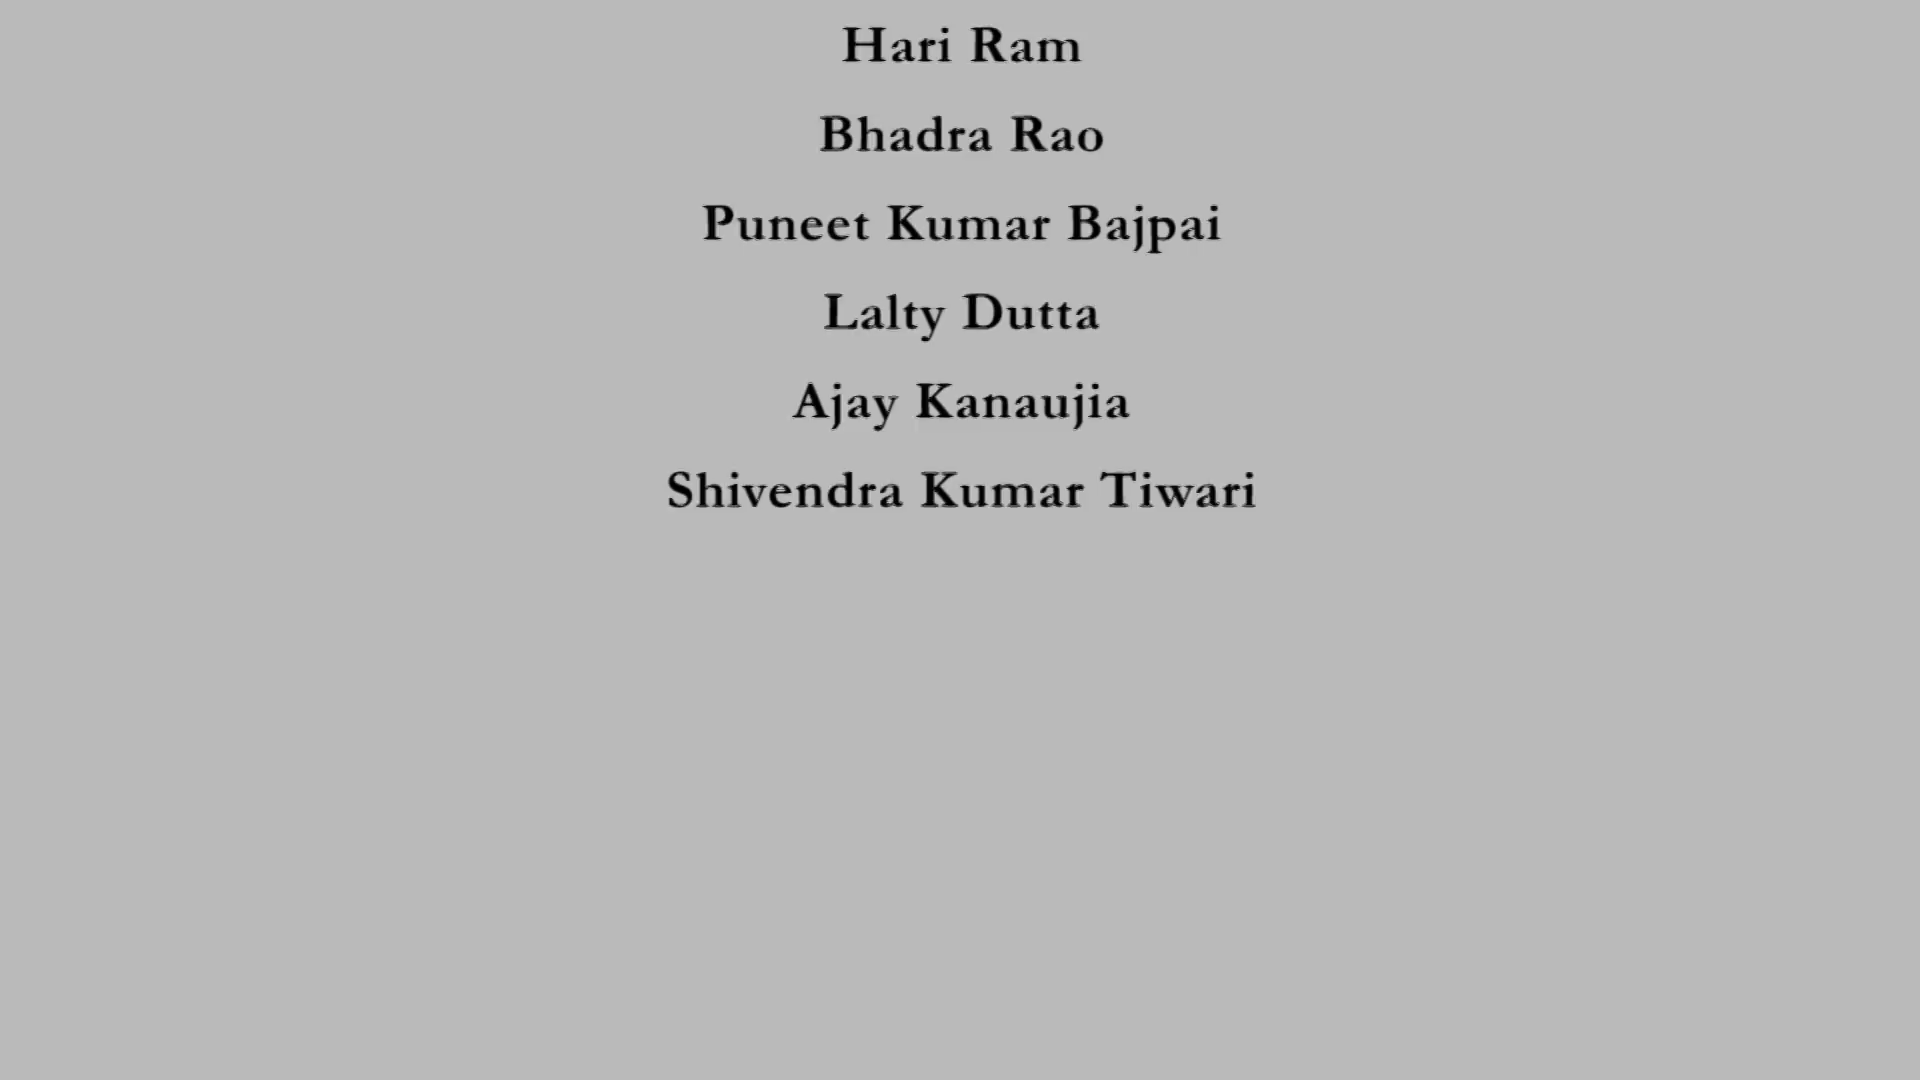 Hari Ram
Bhadra Rao
Puneet Kumar Bajpai
Lalty Dutta
Ajay Kanaujia
Shivendra Kumar Tiwari